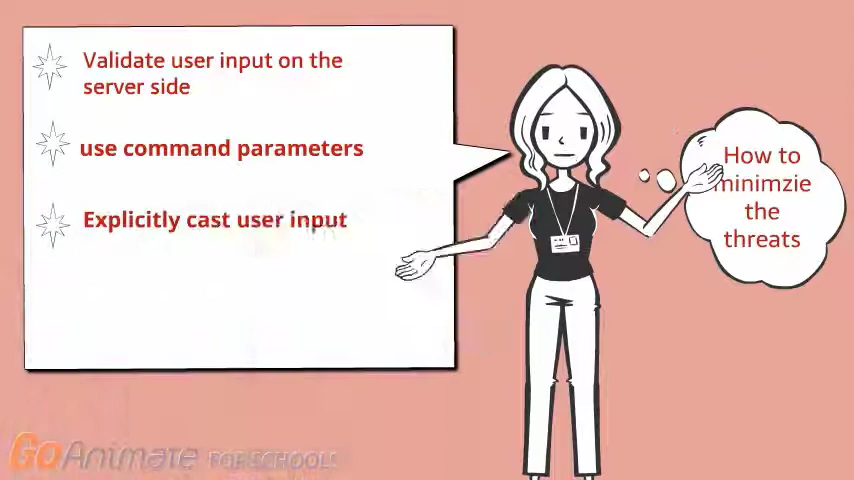 Validate user input on the
server side
use command parameters
Explicitly cast user input
How to
minimzie
the
threats
GoAnimate FOR SCHOOLS